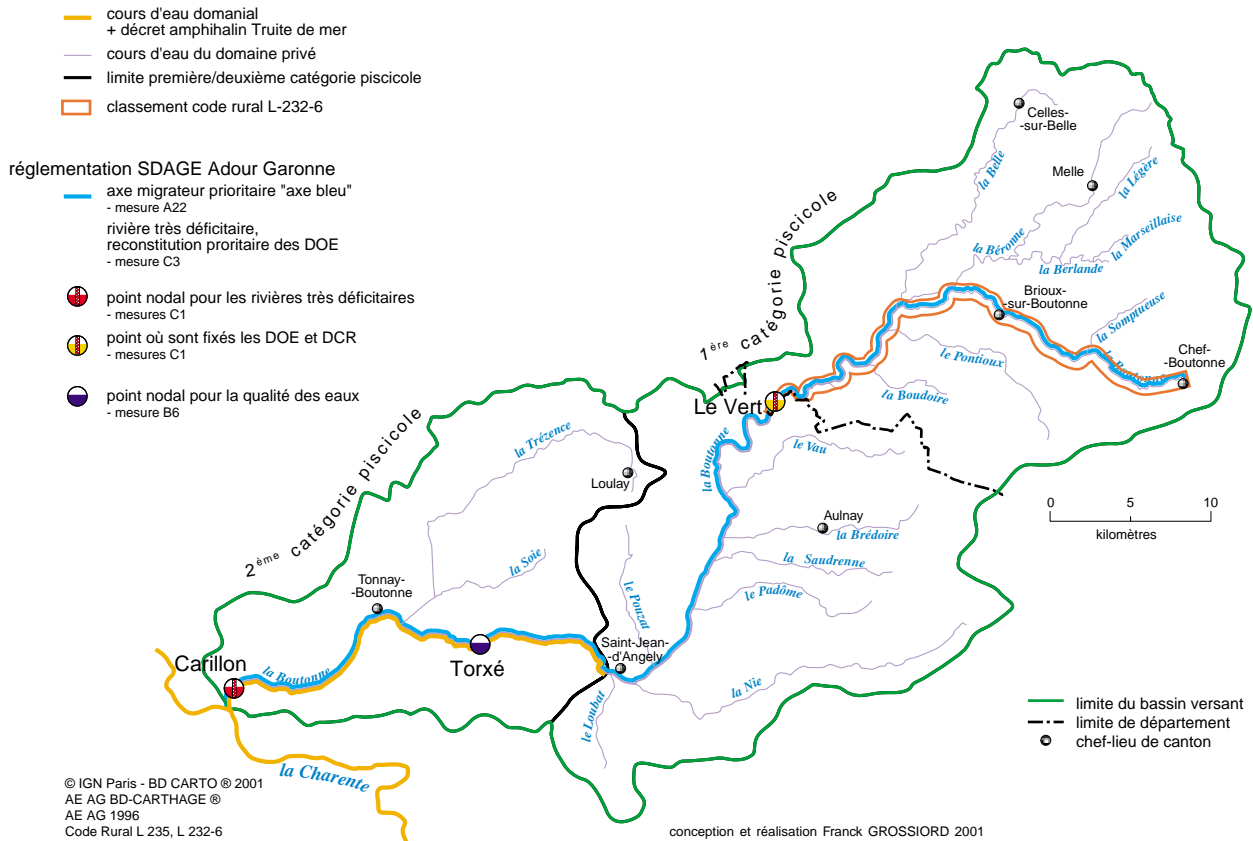 cours d'eau domanial
+ décret amphihalin Truite de mer
cours d'eau du domaine privé
limite première/deuxième catégorie piscicole
classement code rural L-232-6
réglementation SDAGE Adour Garonne
axe migrateur prioritaire "axe bleu"
- mesure A22
rivière très déficitaire,
reconstitution proritaire des DOE
- mesure C3
point nodal pour les rivières très déficitaires
- mesures C1
point où sont fixés les DOE et DCR
- mesures C1
point nodal pour la qualité des eaux
- mesure B6
Celles-
-sur-Belle
Melle
la Belle
la Légère
la Béronne
la Marseillaise
la Berlande
1ère catégorie piscicole
Brioux-
-sur-Boutonne
la Somptueuse
la Boutonne
Chef-
-Boutonne
le Pontioux
la Boudoire
Le Vert
la Boutonne
le Vau
2ème catégorie piscicole
la Trézence
Loulay
Aulnay
la Brédoire
la Saudrenne
le Padôme
0 5 10
kilomètres
la Soie
le Pouzat
Tonnay-
-Boutonne
Saint-Jean-
-d'Angely
Torxé
Carillon
la Boutonne
la Nie
le Loubat
la Charente
limite du bassin versant
limite de département
chef-lieu de canton
© IGN Paris - BD CARTO ® 2001
AE AG BD-CARTHAGE ®
AE AG 1996
Code Rural L 235, L 232-6
conception et réalisation Franck GROSSIORD 2001